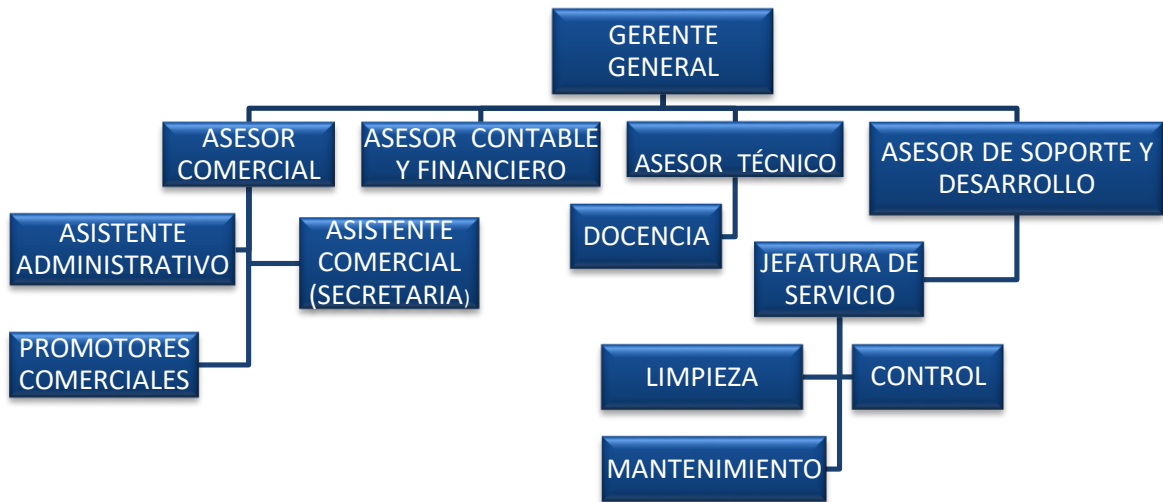 GERENTE
GENERAL
ASESOR
COMERCIAL
ASESOR CONTABLE
Y FINANCIERO
ASESOR TÉCNICO
ASESOR DE SOPORTE Y
DESARROLLO
ASISTENTE
ADMINISTRATIVO
ASISTENTE
COMERCIAL
(SECRETARIA)
DOCENCIA
JEFATURA DE
SERVICIO
PROMOTORES
COMERCIALES
LIMPIEZA
CONTROL
MANTENIMIENTO